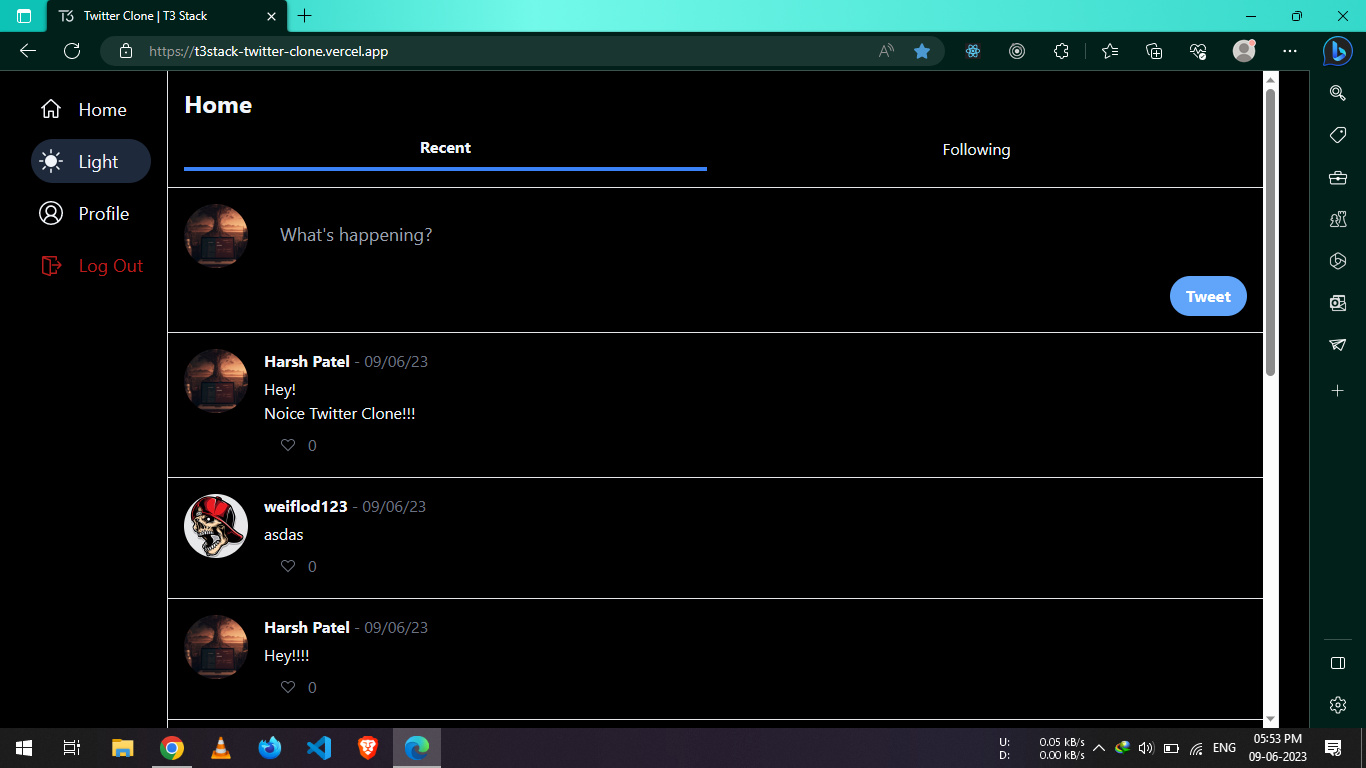 Twitter Clone | T3 Stack
https://t3stack-twitter-clone.vercel.app
Home
Light
Profile
Log Out
Home
Recent
Following
What's happening?
Tweet
Harsh Patel - 09/06/23
Hey!
Noice Twitter Clone!!!
0
weiflod123 - 09/06/23
asdas
0
Harsh Patel - 09/06/23
Hey!!!!
0
U: 0.05 kB/s
D: 0.00 kB/s
ENG
05:53 PM
09-06-2023